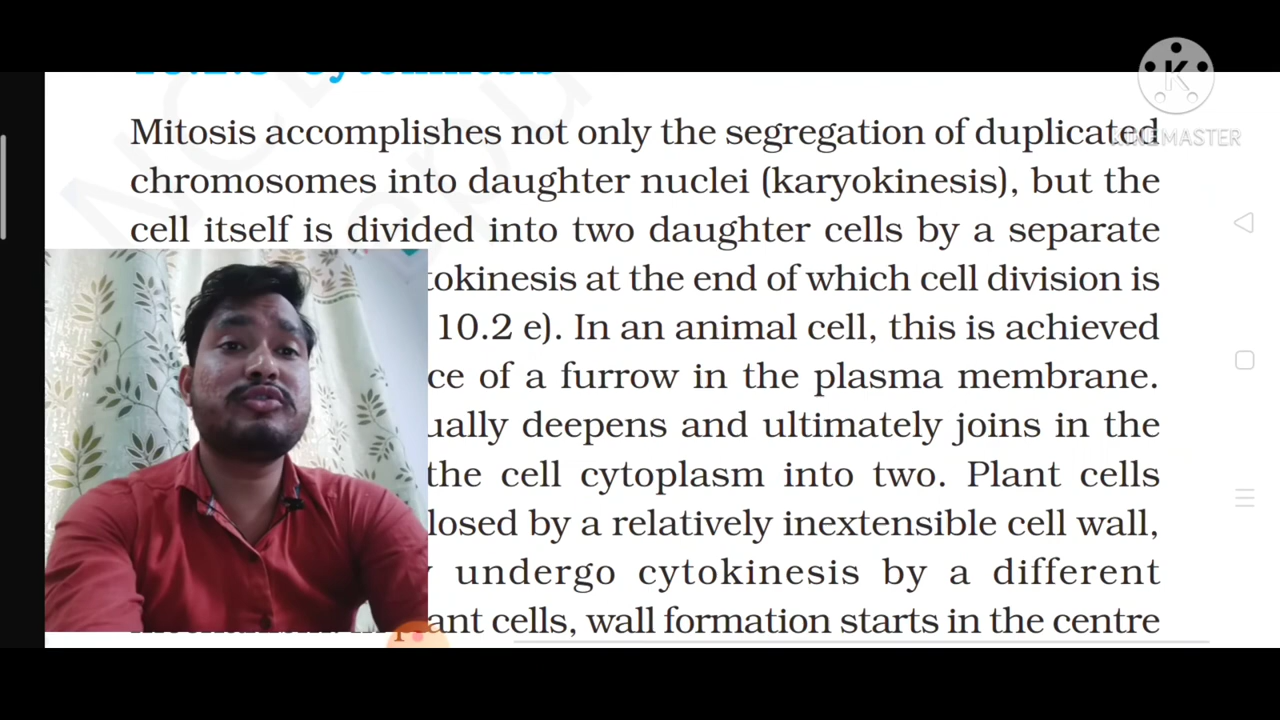 K
KINEMASTER
Mitosis accomplishes not only the segregation of duplicated
chromosomes into daughter nuclei (karyokinesis), but the
cell itself is divided into two daughter cells by a separate
tokinesis at the end of which cell division is
10.2 e). In an animal cell, this is achieved
ce of a furrow in the plasma membrane.
ually deepens and ultimately joins in the
the cell cytoplasm into two. Plant cells
losed by a relatively inextensible cell wall,
undergo cytokinesis by a different
ant cells, wall formation starts in the centre